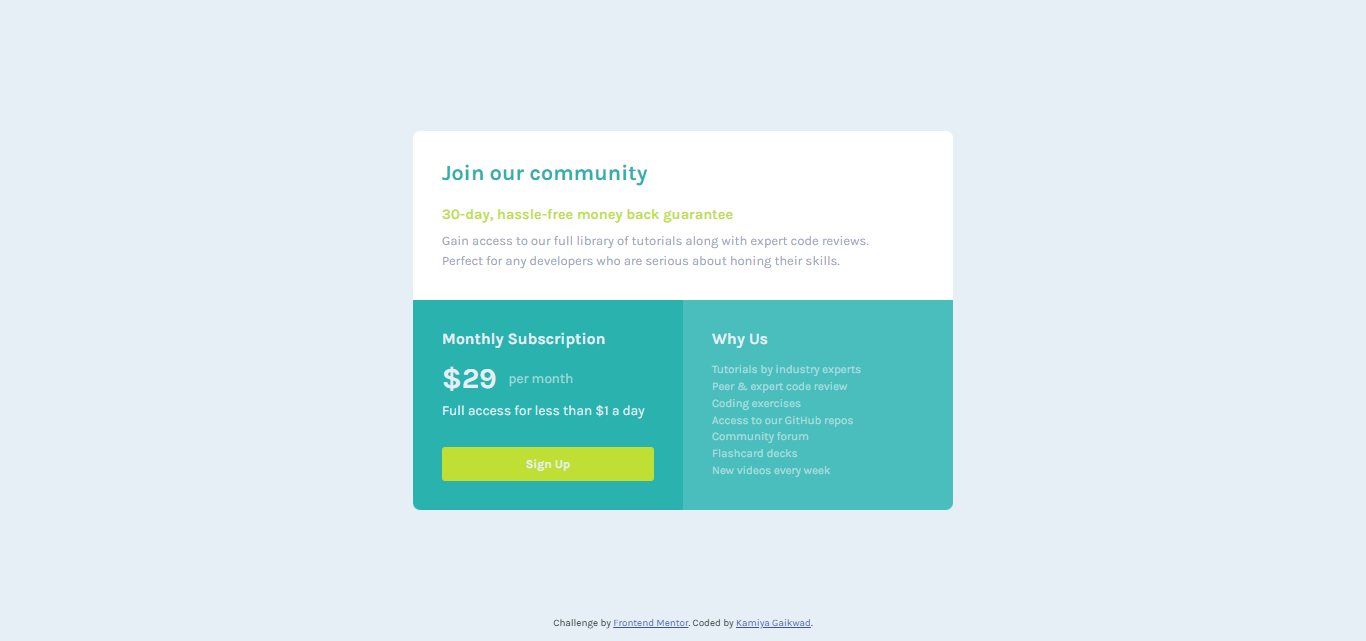 Join our community
30-day, hassle-free money back guarantee
Gain access to our full library of tutorials along with expert code reviews.
Perfect for any developers who are serious about honing their skills.
Monthly Subscription
$29 per month
Full access for less than $1 a day
Sign Up
Why Us
Tutorials by industry experts
Peer & expert code review
Coding exercises
Access to our GitHub repos
Community forum
Flashcard decks
New videos every week
Challenge by Frontend Mentor. Coded by Kamiya Gaikwad.